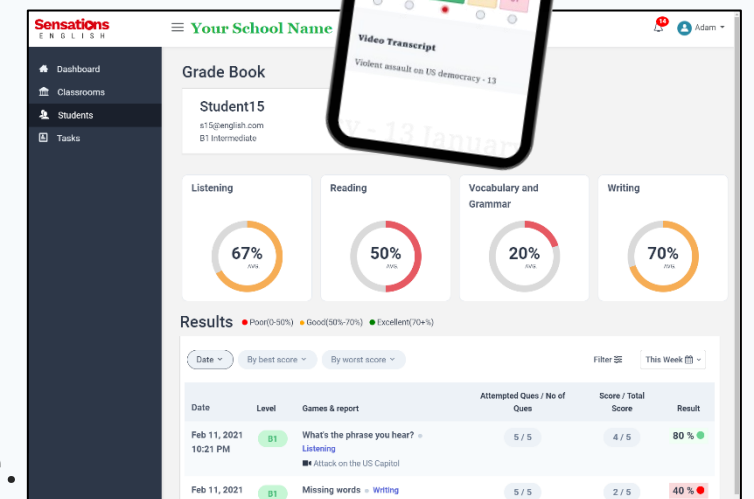 Sensations
ENGLISH
Your School Name
14
Adam
Dashboard
Classrooms
Students
Tasks
Video Transcript
Violent assault on US democracy - 13
- 13 Januar
Grade Book
Student15
s15@english.com
B1 Intermediate
Listening
67%
AVG.
Reading
50%
AVG.
Vocabulary and
Grammar
20%
AVG.
Writing
70%
AVG.
Results Poor(0-50%) Good(50%-70%) Excellent(70+%)
Date By best score By worst score Filter This Week
Date Level Games & report Attempted Ques / No of Ques Score / Total Score Result
Feb 11, 2021
10:21 PM
B1
What's the phrase you hear?
Listening
Attack on the US Capitol
5 / 5
4 / 5
80 %
Feb 11, 2021
B1
Missing words Writing
5 / 5
2 / 5
40 %